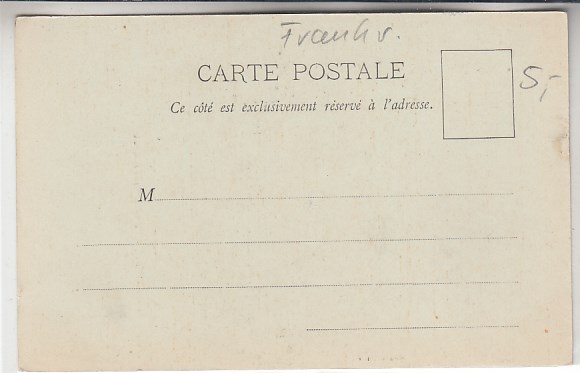 Frankr.
CARTE POSTALE
5,-
Ce côté est exclusivement réservé à l'adresse.
M